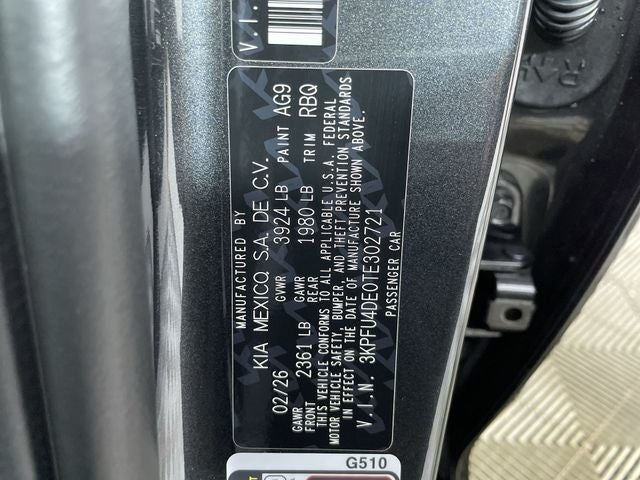 V.I.
MANUFACTURED BY
KIA MEXICO, S.A. DE C.V.
02/26 GVWR 3924 LB PAINT AG9
GAWR FRONT 2361 LB GAWR REAR 1980 LB TRIM RBQ
THIS VEHICLE CONFORMS TO ALL APPLICABLE U.S.A. FEDERAL
MOTOR VEHICLE SAFETY, BUMPER, AND THEFT PREVENTION STANDARDS
IN EFFECT ON THE DATE OF MANUFACTURE SHOWN ABOVE.
V.I.N. 3KPFU4DE0TE302721
PASSENGER CAR
G510